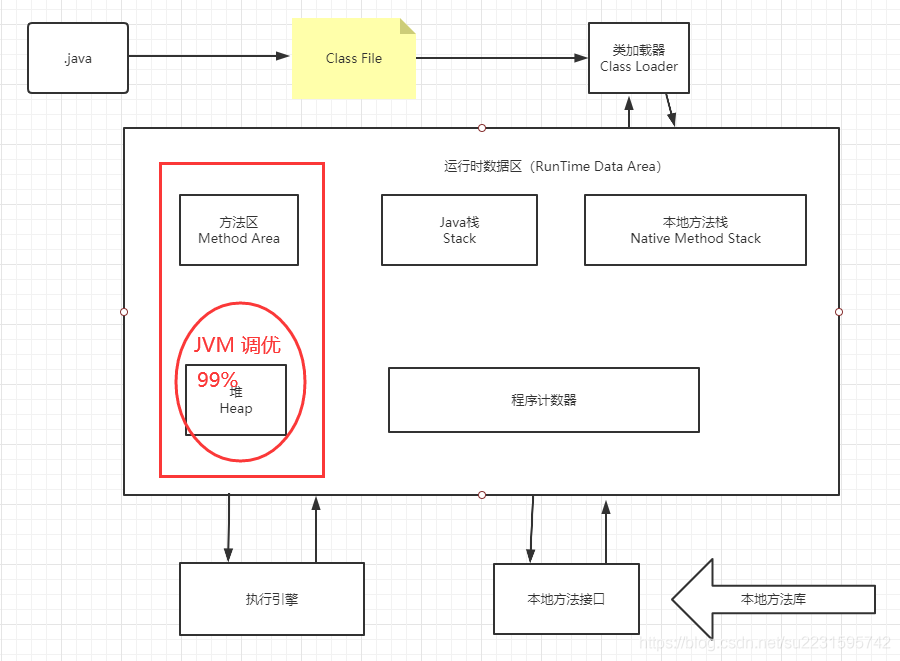 .java
Class File
类加载器
Class Loader
运行时数据区（RunTime Data Area）
方法区
Method Area
Java栈
Stack
本地方法栈
Native Method Stack
JVM 调优
99%
堆
Heap
程序计数器
执行引擎
本地方法接口
本地方法库
https://blog.csdn.net/su2231595742